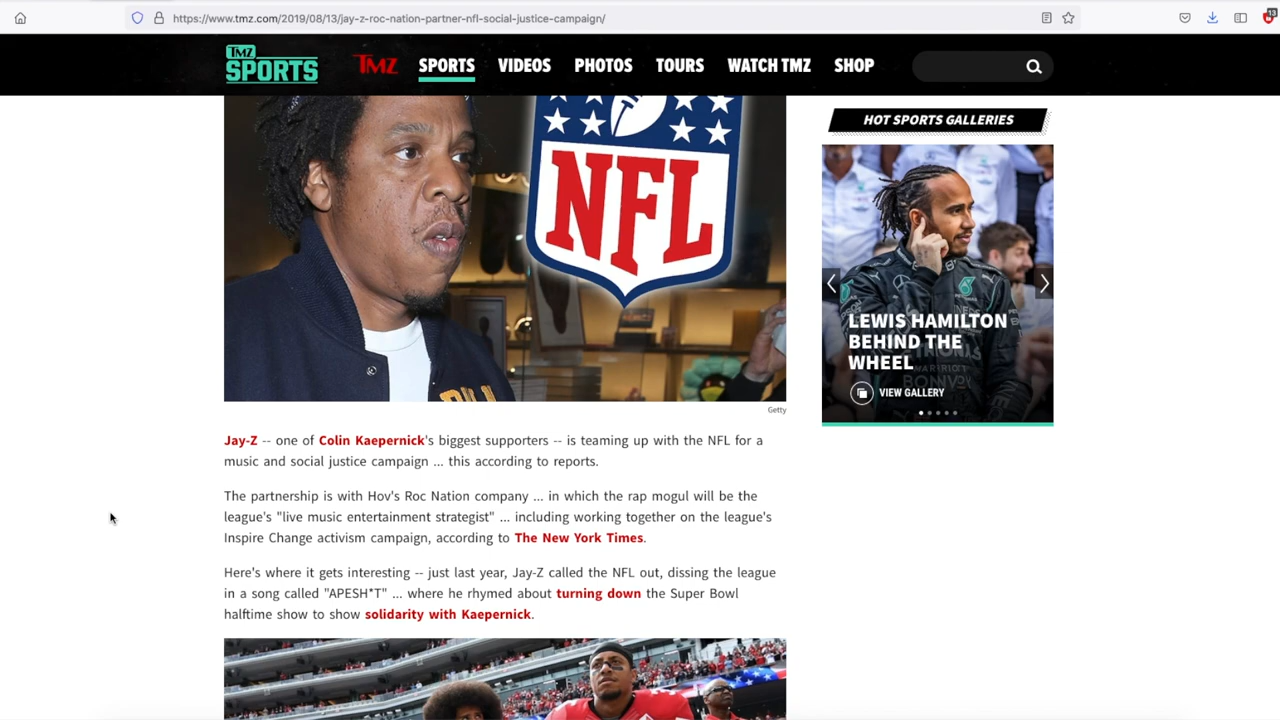 https://www.tmz.com/2019/08/13/jay-z-roc-nation-partner-nfl-social-justice-campaign/
13
TMZ
SPORTS
TMZ
SPORTS
VIDEOS
PHOTOS
TOURS
WATCH TMZ
SHOP
NFL
HOT SPORTS GALLERIES
LEWIS HAMILTON
BEHIND THE
WHEEL
VIEW GALLERY
Getty
Jay-Z -- one of Colin Kaepernick's biggest supporters -- is teaming up with the NFL for a
music and social justice campaign ... this according to reports.
The partnership is with Hov's Roc Nation company ... in which the rap mogul will be the
league's "live music entertainment strategist" ... including working together on the league's
Inspire Change activism campaign, according to The New York Times.
Here's where it gets interesting -- just last year, Jay-Z called the NFL out, dissing the league
in a song called "APESH*T" ... where he rhymed about turning down the Super Bowl
halftime show to show solidarity with Kaepernick.